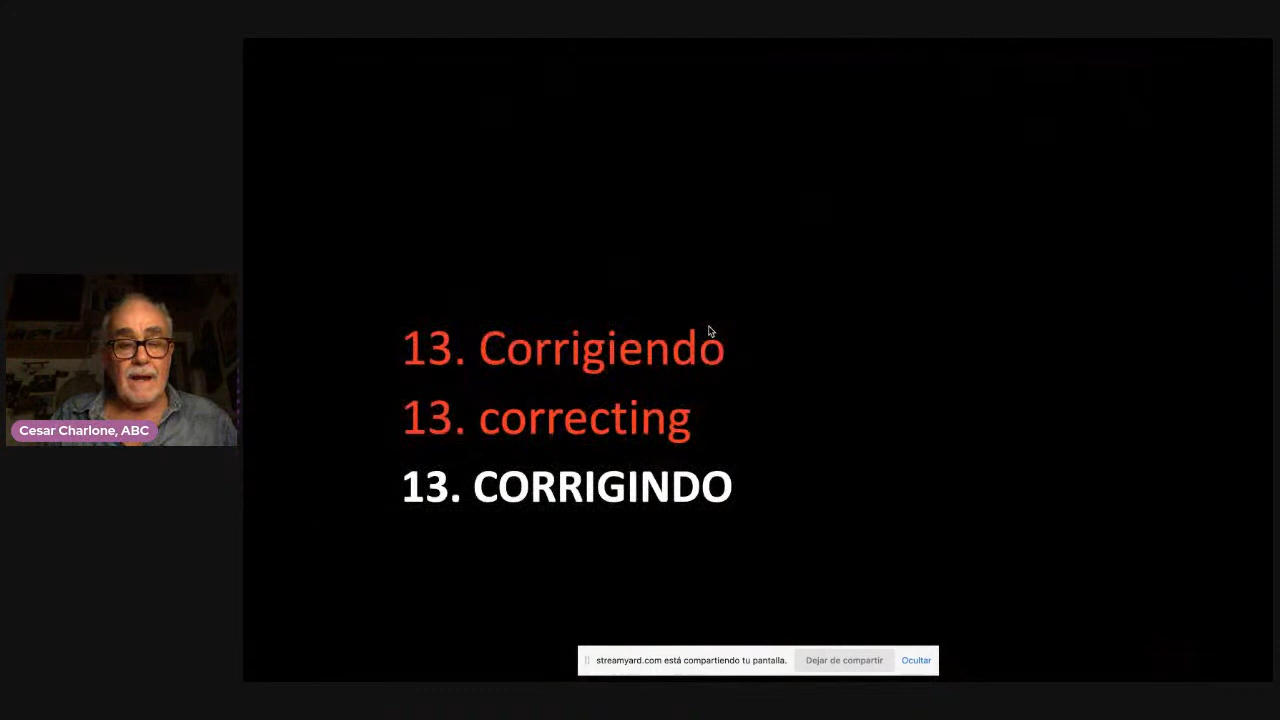 13. Corrigiendo
13. correcting
13. CORRIGINDO
Cesar Charlone, ABC
streamyard.com está compartiendo tu pantalla. Dejar de compartir Ocultar